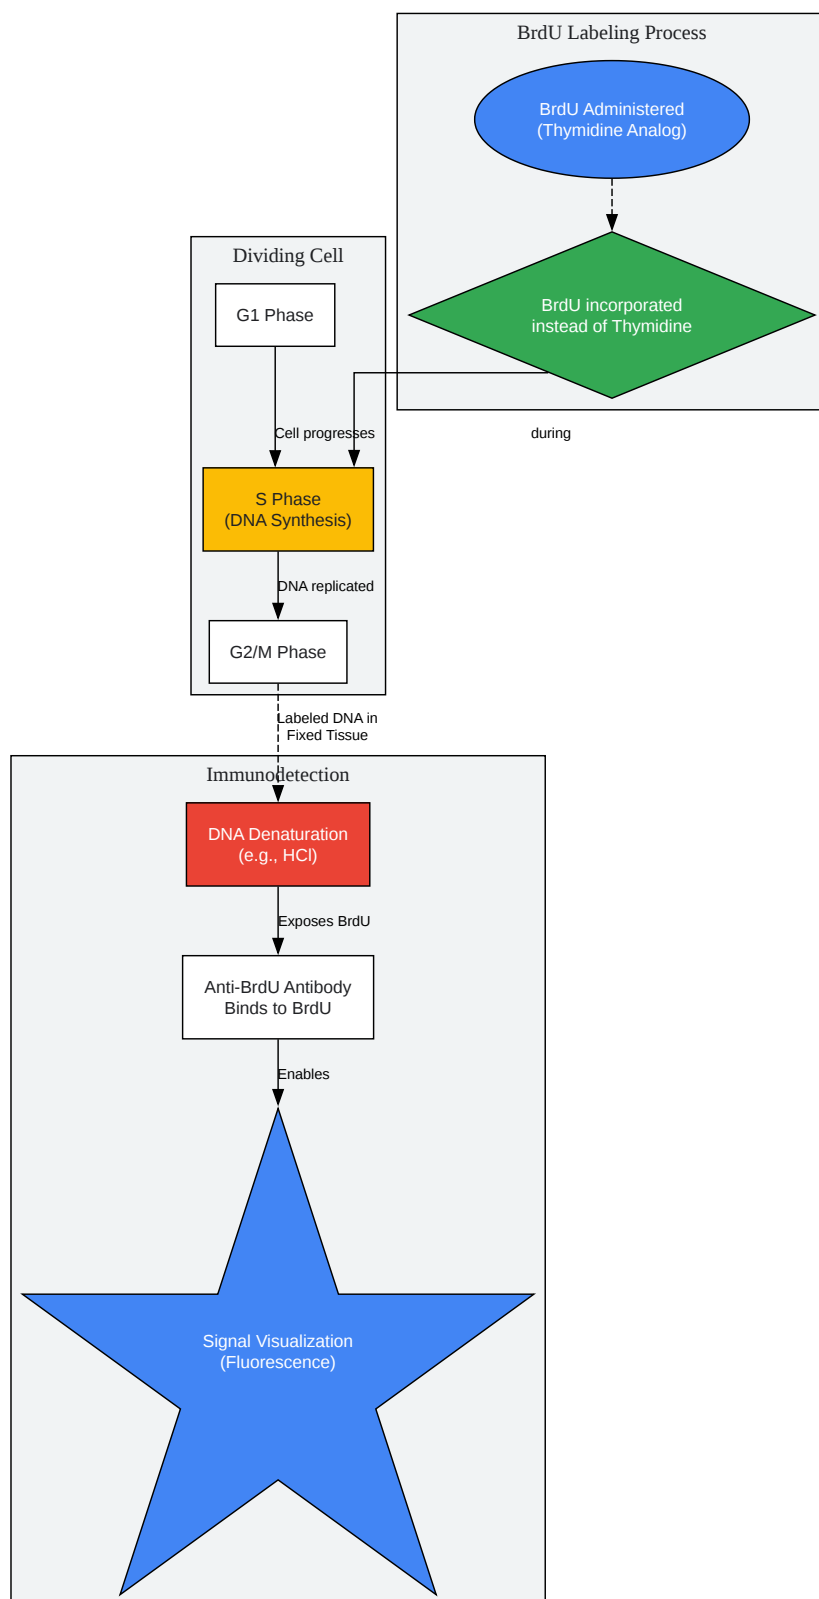 BrdU Labeling Process
BrdU Administered
(Thymidine Analog)
BrdU incorporated
instead of Thymidine
Dividing Cell
G1 Phase
Cell progresses
during
S Phase
(DNA Synthesis)
DNA replicated
G2/M Phase
Labeled DNA in
Fixed Tissue
Immunodetection
DNA Denaturation
(e.g., HCl)
Exposes BrdU
Anti-BrdU Antibody
Binds to BrdU
Enables
Signal Visualization
(Fluorescence)